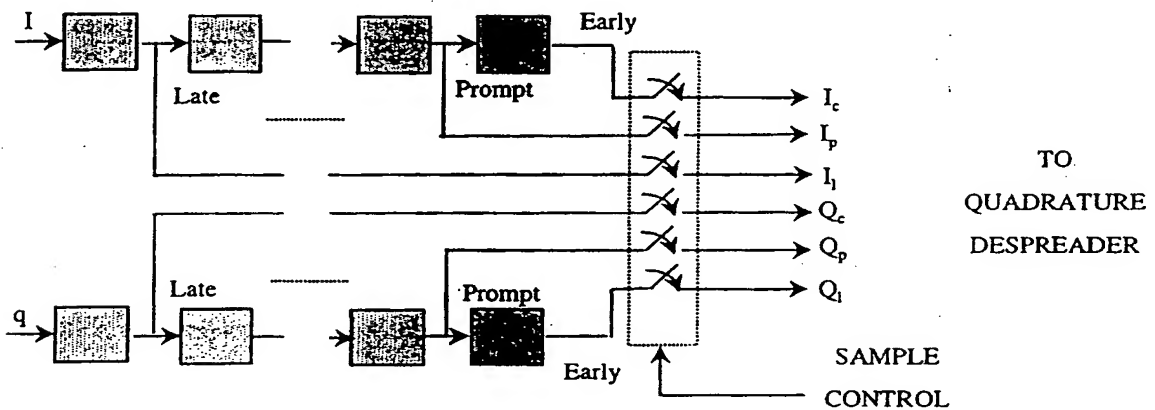 I
Early
Late
Prompt
I_c
I_p
I_l
TO
QUADRATURE
DESPREADER
Q_c
Q_p
Q_l
q
Late
Prompt
Early
SAMPLE
CONTROL